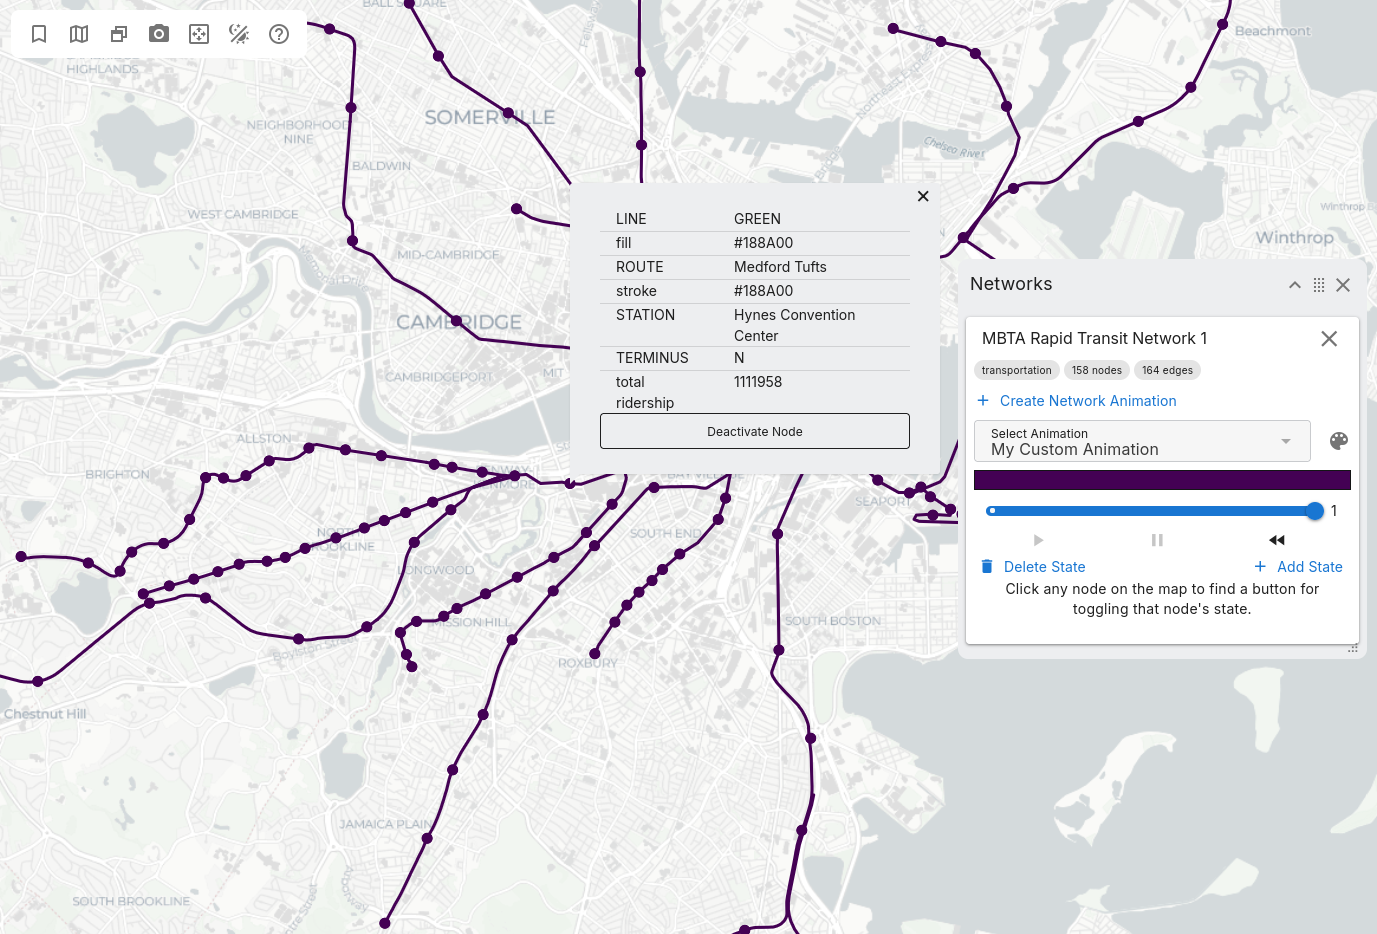 BALL SQUARE
HIGHLANDS
Beachmont
SOMERVILLE
NEIGHBORHOOD
NINE
BALDWIN
Chelsea River
WEST CAMBRIDGE
Winthrop
MID-CAMBRIDGE
CAMBRIDGE
CAMBRIDGEPORT
MIT
LINE GREEN
fill #188A00
ROUTE Medford Tufts
stroke #188A00
STATION Hynes Convention
Center
TERMINUS N
total 1111958
ridership
Deactivate Node
Networks
MBTA Rapid Transit Network 1
transportation 158 nodes 164 edges
+ Create Network Animation
Select Animation
My Custom Animation
1
Delete State + Add State
Click any node on the map to find a button for
toggling that node's state.
ALLSTON
BRIGHTON
SEAPORT
SOUTH END
LONGWOOD
MISSION HILL
SOUTH BOSTON
Boylston Street
ROXBURY
Chestnut Hill
JAMAICA PLAIN
SOUTH BROOKLINE